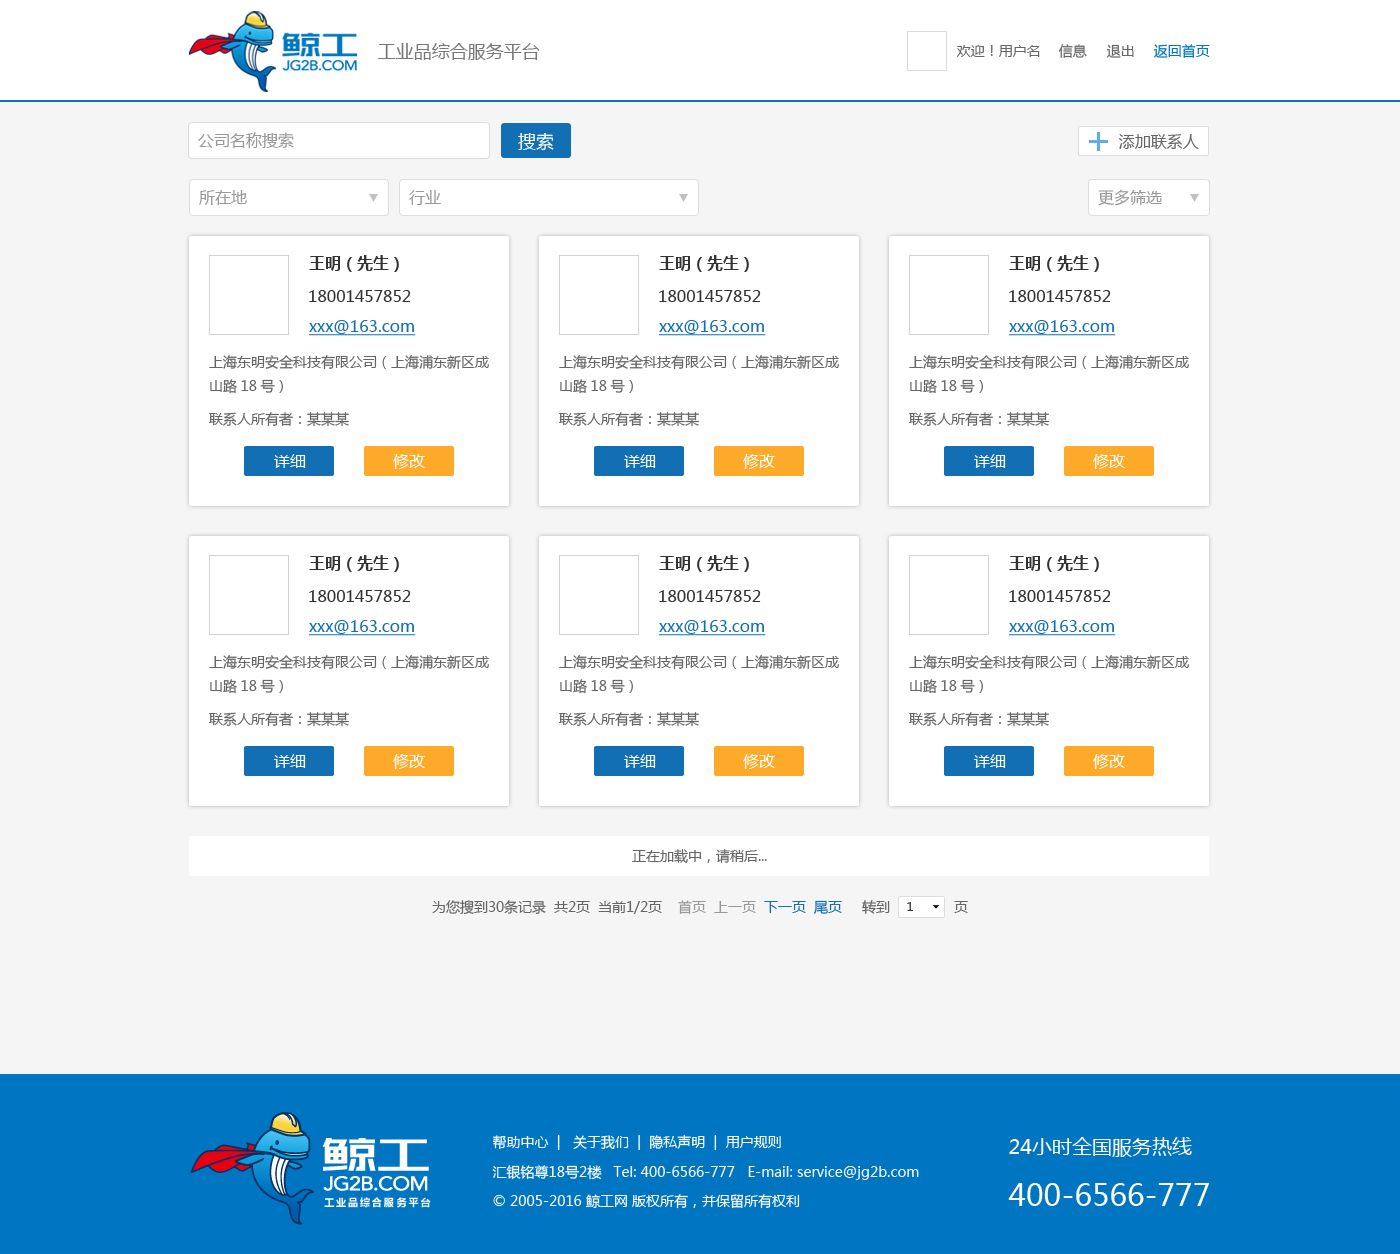 鲸工
JG2B.COM
工业品综合服务平台
欢迎！用户名 信息 退出 返回首页
公司名称搜索 搜索 添加联系人
所在地 行业 更多筛选
王明（先生）
18001457852
xxx@163.com
上海东明安全科技有限公司（上海浦东新区成
山路 18 号）
联系人所有者：某某某
详细 修改
王明（先生）
18001457852
xxx@163.com
上海东明安全科技有限公司（上海浦东新区成
山路 18 号）
联系人所有者：某某某
详细 修改
王明（先生）
18001457852
xxx@163.com
上海东明安全科技有限公司（上海浦东新区成
山路 18 号）
联系人所有者：某某某
详细 修改
王明（先生）
18001457852
xxx@163.com
上海东明安全科技有限公司（上海浦东新区成
山路 18 号）
联系人所有者：某某某
详细 修改
王明（先生）
18001457852
xxx@163.com
上海东明安全科技有限公司（上海浦东新区成
山路 18 号）
联系人所有者：某某某
详细 修改
王明（先生）
18001457852
xxx@163.com
上海东明安全科技有限公司（上海浦东新区成
山路 18 号）
联系人所有者：某某某
详细 修改
正在加载中，请稍后...
为您搜到30条记录 共2页 当前1/2页 首页 上一页 下一页 尾页 转到 1 页
鲸工
JG2B.COM
工业品综合服务平台
帮助中心 | 关于我们 | 隐私声明 | 用户规则
汇银铭尊18号2楼 Tel: 400-6566-777 E-mail: service@jg2b.com
© 2005-2016 鲸工网 版权所有，并保留所有权利
24小时全国服务热线
400-6566-777